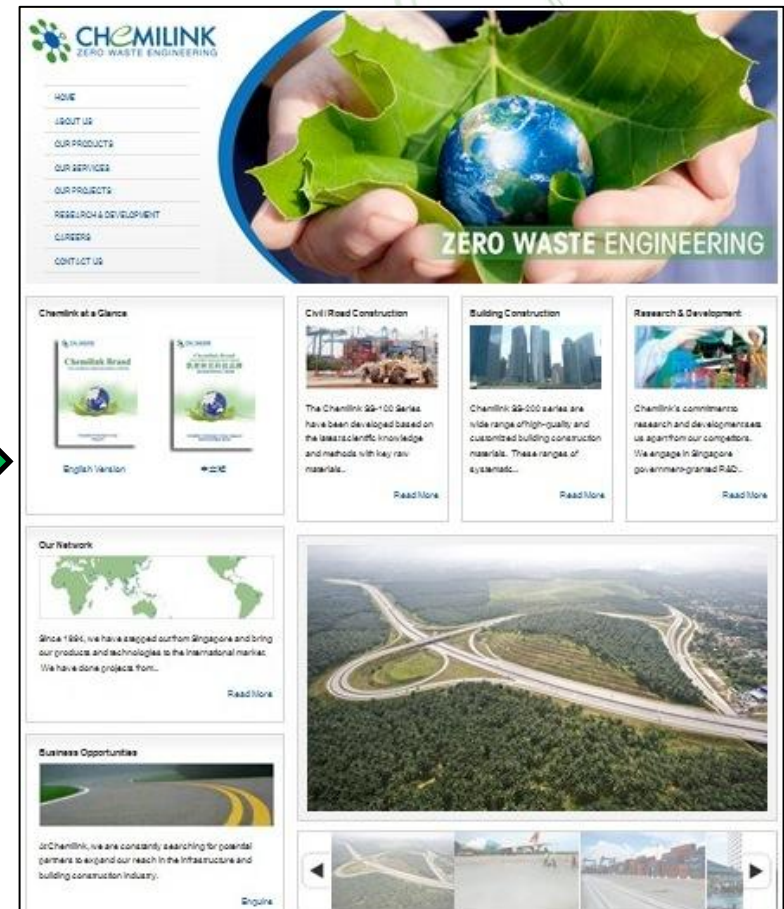 CHEMILINK
ZERO WASTE ENGINEERING
HOME
ABOUT US
OUR PRODUCTS
OUR SERVICES
OUR PROJECTS
RESEARCH & DEVELOPMENT
CAREERS
CONTACT US
ZERO WASTE ENGINEERING
Chemilink at a Glance
Chemilink Brand
Chemilink Brand
English Version
中文版
Civil / Road Construction
The Chemilink SS-100 Series
have been developed based on
the latest scientific knowledge
and methods with key raw
materials..
Read More
Building Construction
Chemilink SS-200 series are
wide range of high-quality and
customized building construction
materials. These ranges of
systematic..
Read More
Research & Development
Chemilink's commitment to
research and development sets
us apart from our competitors.
We engage in Singapore
government-granted R&D..
Read More
Our Network
Since 1994, we have stepped out from Singapore and bring
our products and technologies to the international market.
We have done projects from..
Read More
Business Opportunities
At Chemilink, we are constantly searching for potential
partners to expand our reach in the infrastructure and
building construction industry.
Enquire